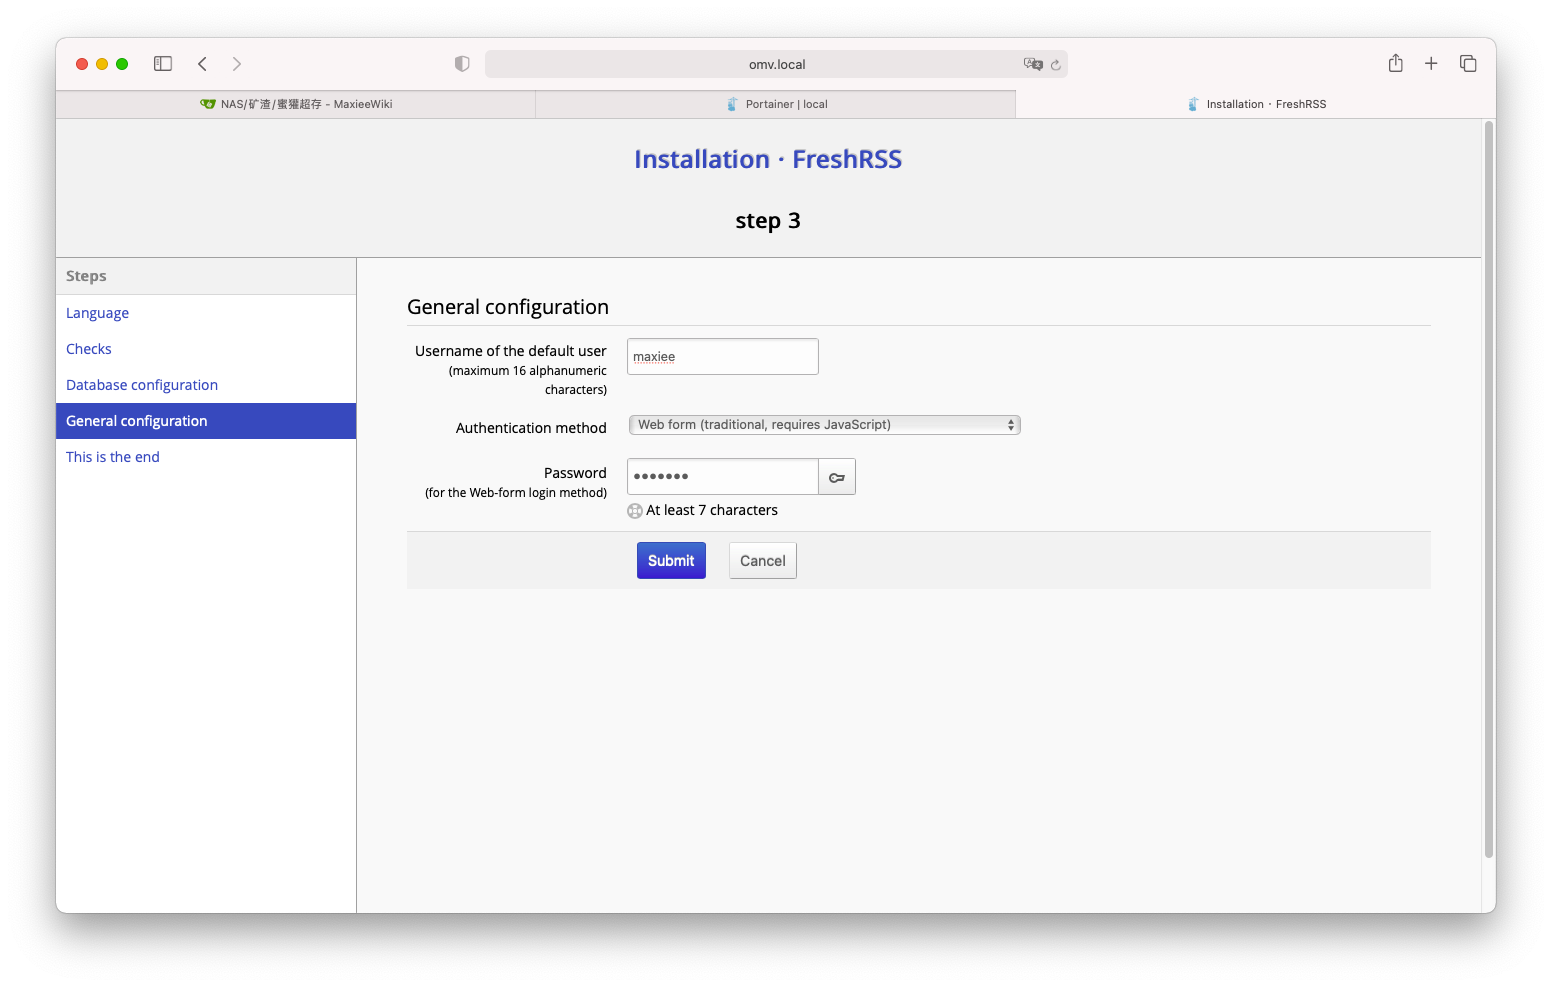 omv.local
NAS/矿渣/蜜獾超存 - MaxieeWiki
Portainer | local
Installation · FreshRSS
Installation · FreshRSS
step 3
Steps
Language
Checks
Database configuration
General configuration
This is the end
General configuration
Username of the default user
(maximum 16 alphanumeric
characters)
maxiee
Authentication method
Web form (traditional, requires JavaScript)
Password
(for the Web-form login method)
•••••••
At least 7 characters
Submit
Cancel